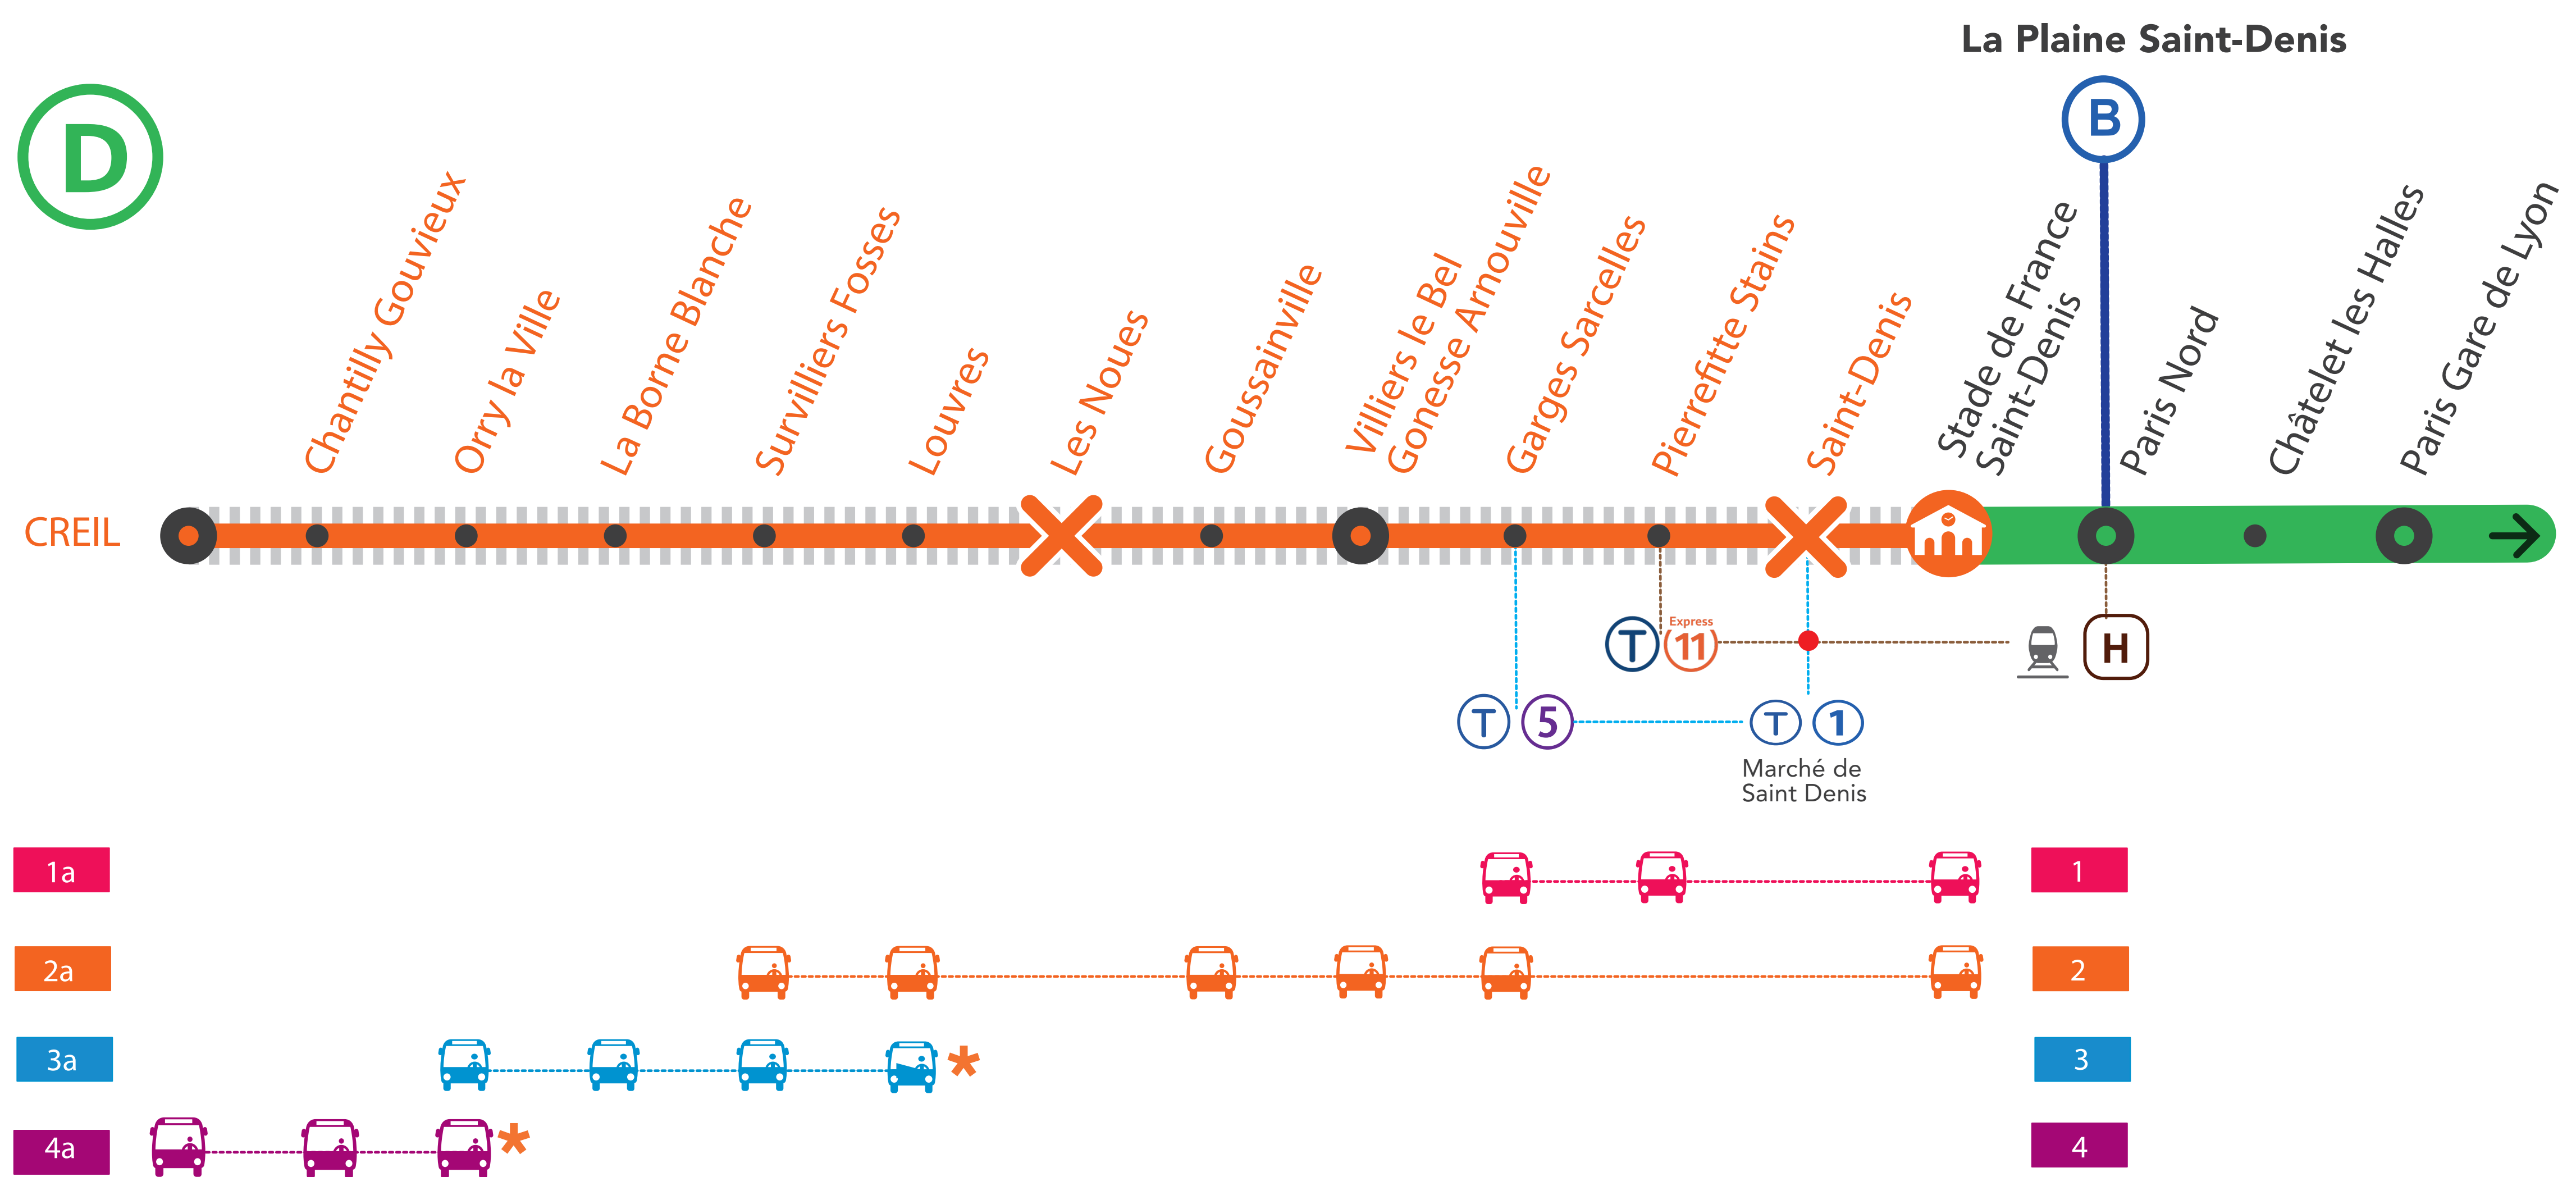 La Plaine Saint-Denis
D
B
CREIL
Chantilly Gouvieux
Orry la Ville
La Borne Blanche
Survilliers Fosses
Louvres
Les Noues
Goussainville
Villiers le Bel
Gonesse Arnouville
Garges Sarcelles
Pierrefitte Stains
Saint-Denis
Stade de France
Saint-Denis
Paris Nord
Châtelet les Halles
Paris Gare de Lyon
T
Express
11
H
T
5
T
1
Marché de
Saint Denis
1a
1
2a
2
3a
*
3
4a
*
4